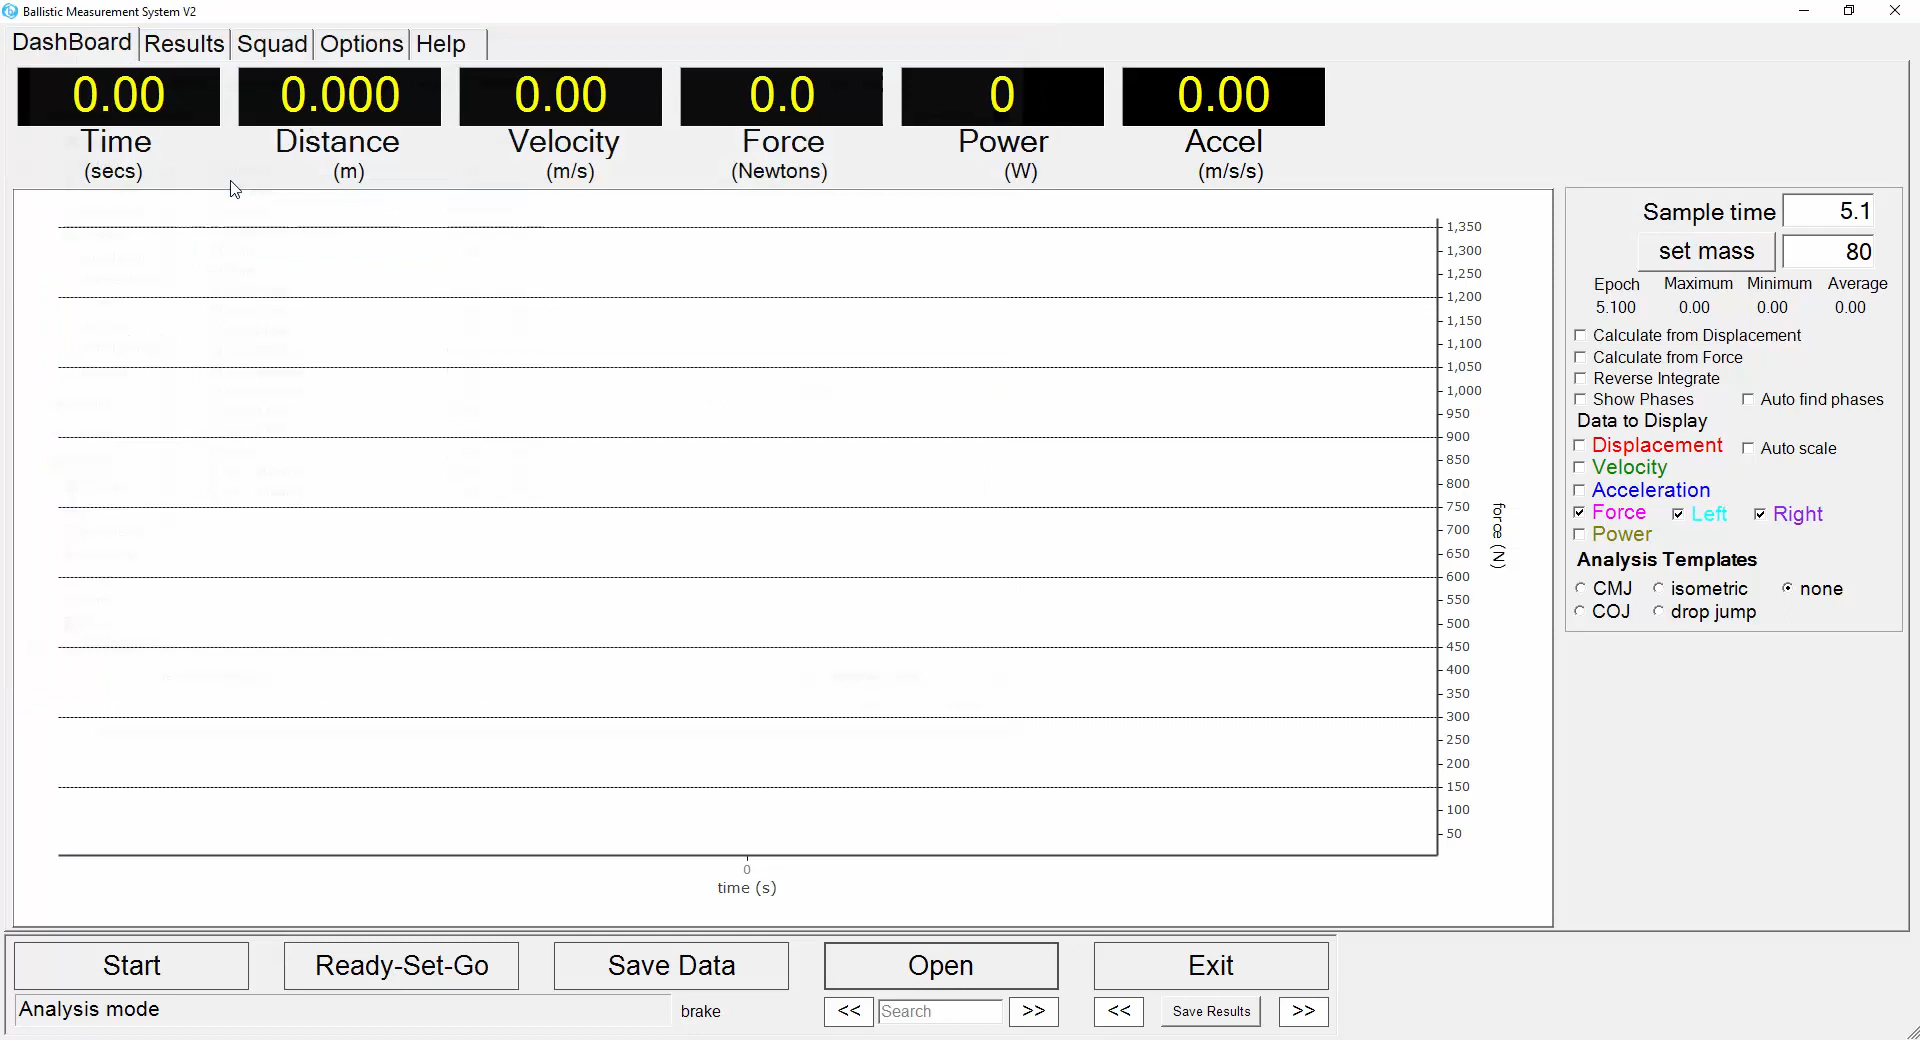 Ballistic Measurement System V2
DashBoard Results Squad Options Help
0.00 0.000 0.00 0.0 0 0.00
Time Distance Velocity Force Power Accel
(secs) (m) (m/s) (Newtons) (W) (m/s/s)
Sample time 5.1
set mass 80
Epoch Maximum Minimum Average
5.100 0.00 0.00 0.00
Calculate from Displacement
Calculate from Force
Reverse Integrate
Show Phases Auto find phases
Data to Display
Displacement Auto scale
Velocity
Acceleration
Force Left Right
Power
Analysis Templates
CMJ isometric none
COJ drop jump
1,350
1,300
1,250
1,200
1,150
1,100
1,050
1,000
950
900
850
800
750
700
650
600
550
500
450
400
350
300
250
200
150
100
50
force (N)
0
time (s)
Start Ready-Set-Go Save Data Open Exit
Analysis mode brake << Search >> << Save Results >>